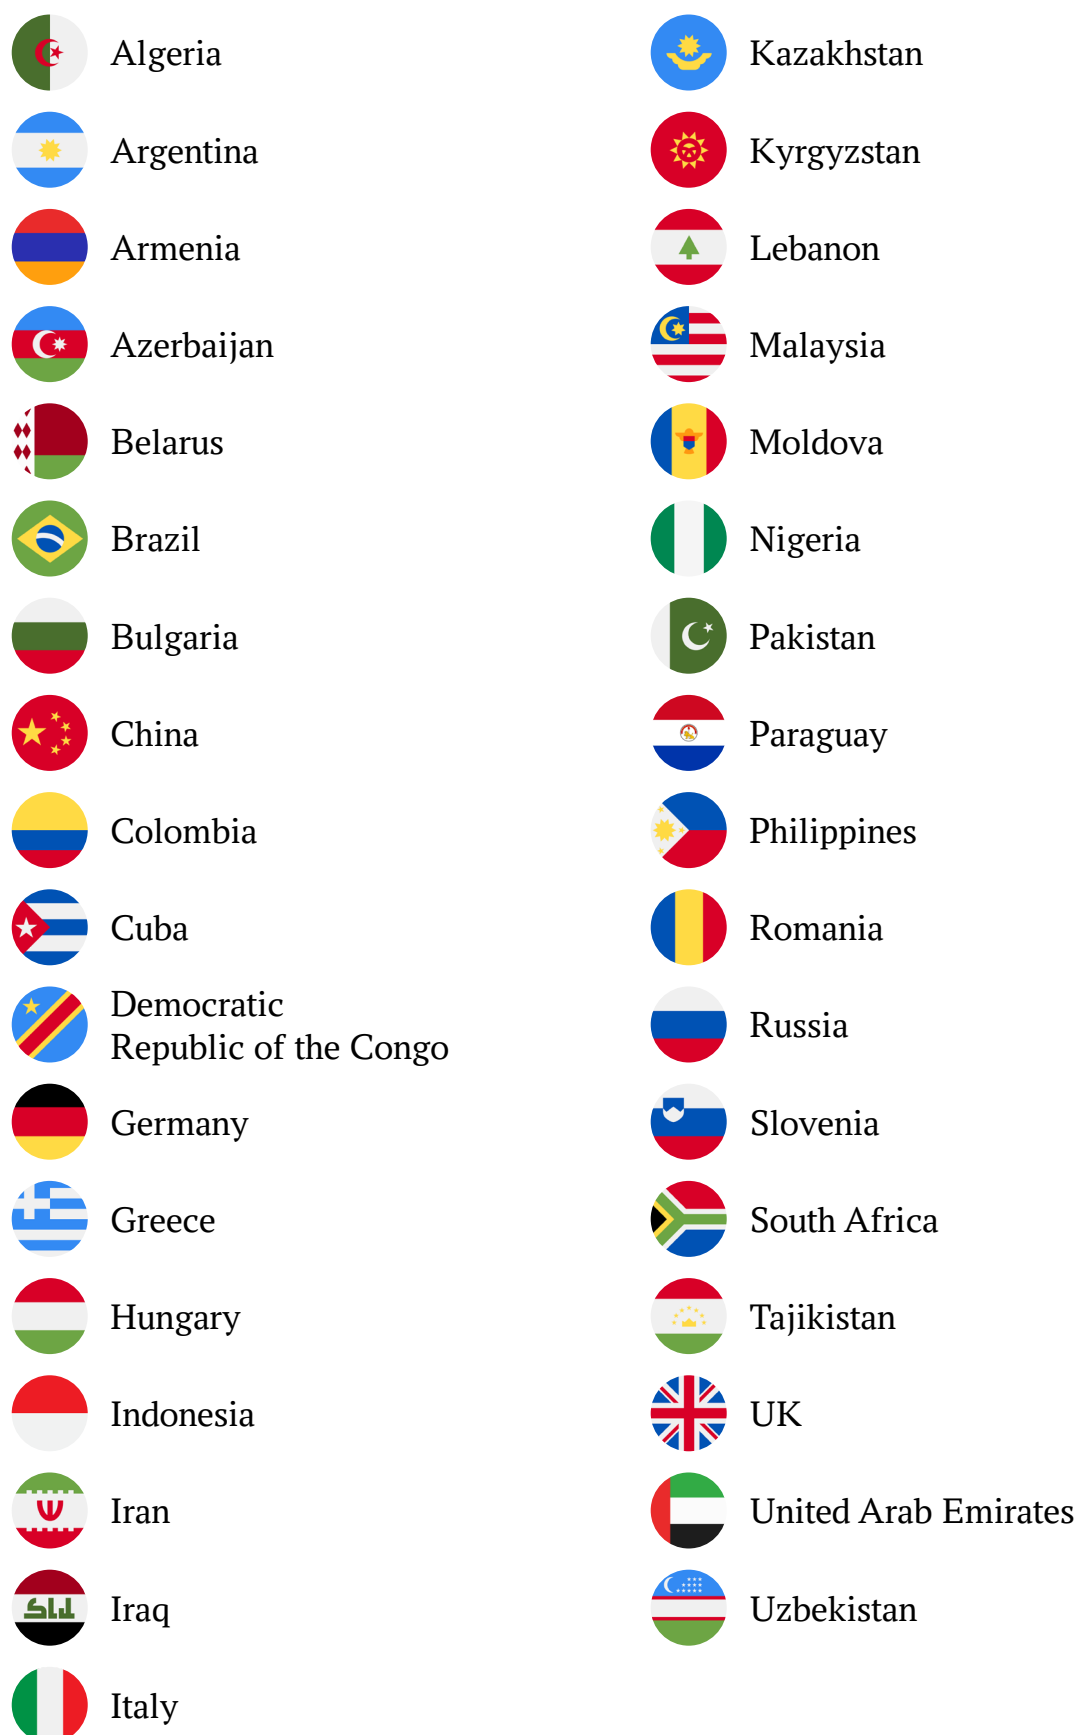 Algeria
Argentina
Armenia
Azerbaijan
Belarus
Brazil
Bulgaria
China
Colombia
Cuba
Democratic
Republic of the Congo
Germany
Greece
Hungary
Indonesia
Iran
Iraq
Italy
Kazakhstan
Kyrgyzstan
Lebanon
Malaysia
Moldova
Nigeria
Pakistan
Paraguay
Philippines
Romania
Russia
Slovenia
South Africa
Tajikistan
UK
United Arab Emirates
Uzbekistan